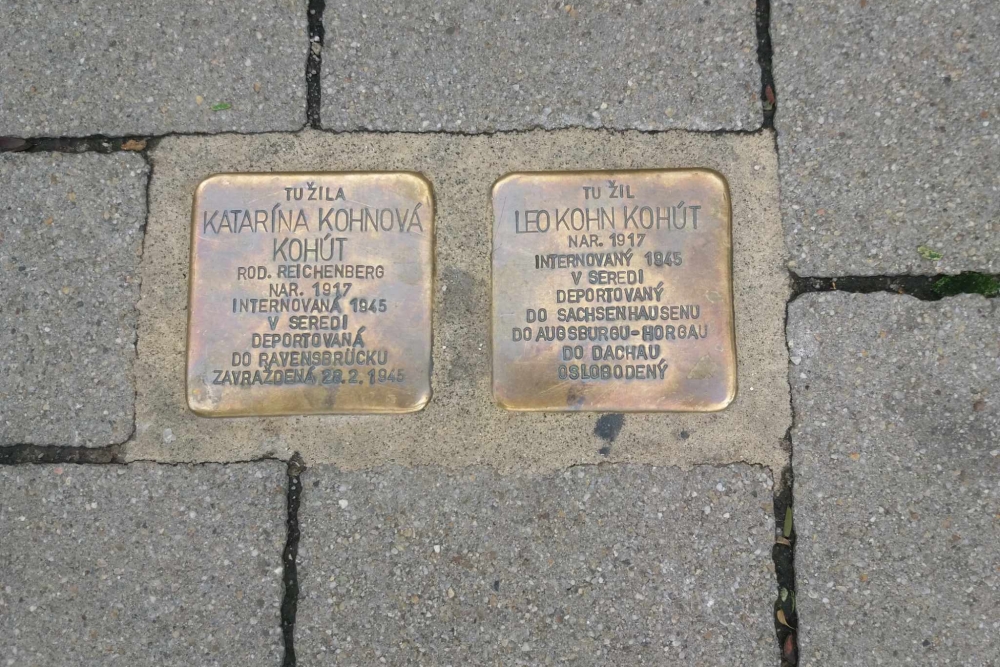 TU ŽILA
KATARÍNA KOHNOVÁ
KOHÚT
ROD. REICHENBERG
NAR. 1917
INTERNOVANÁ 1945
V SEREDI
DEPORTOVANÁ
DO RAVENSBRÜCKU
ZAVRAŽDENÁ 28.2.1945
TU ŽIL
LEO KOHN KOHÚT
NAR. 1917
INTERNOVANÝ 1945
V SEREDI
DEPORTOVANÝ
DO SACHSENHAUSENU
DO AUGSBURGU-HORGAU
DO DACHAU
OSLOBODENÝ